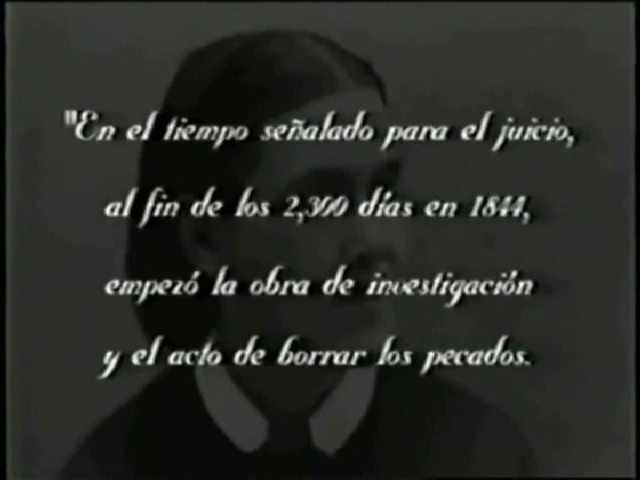 "En el tiempo señalado para el juicio,
al fin de los 2,300 días en 1844,
empezó la obra de investigación
y el acto de borrar los pecados.